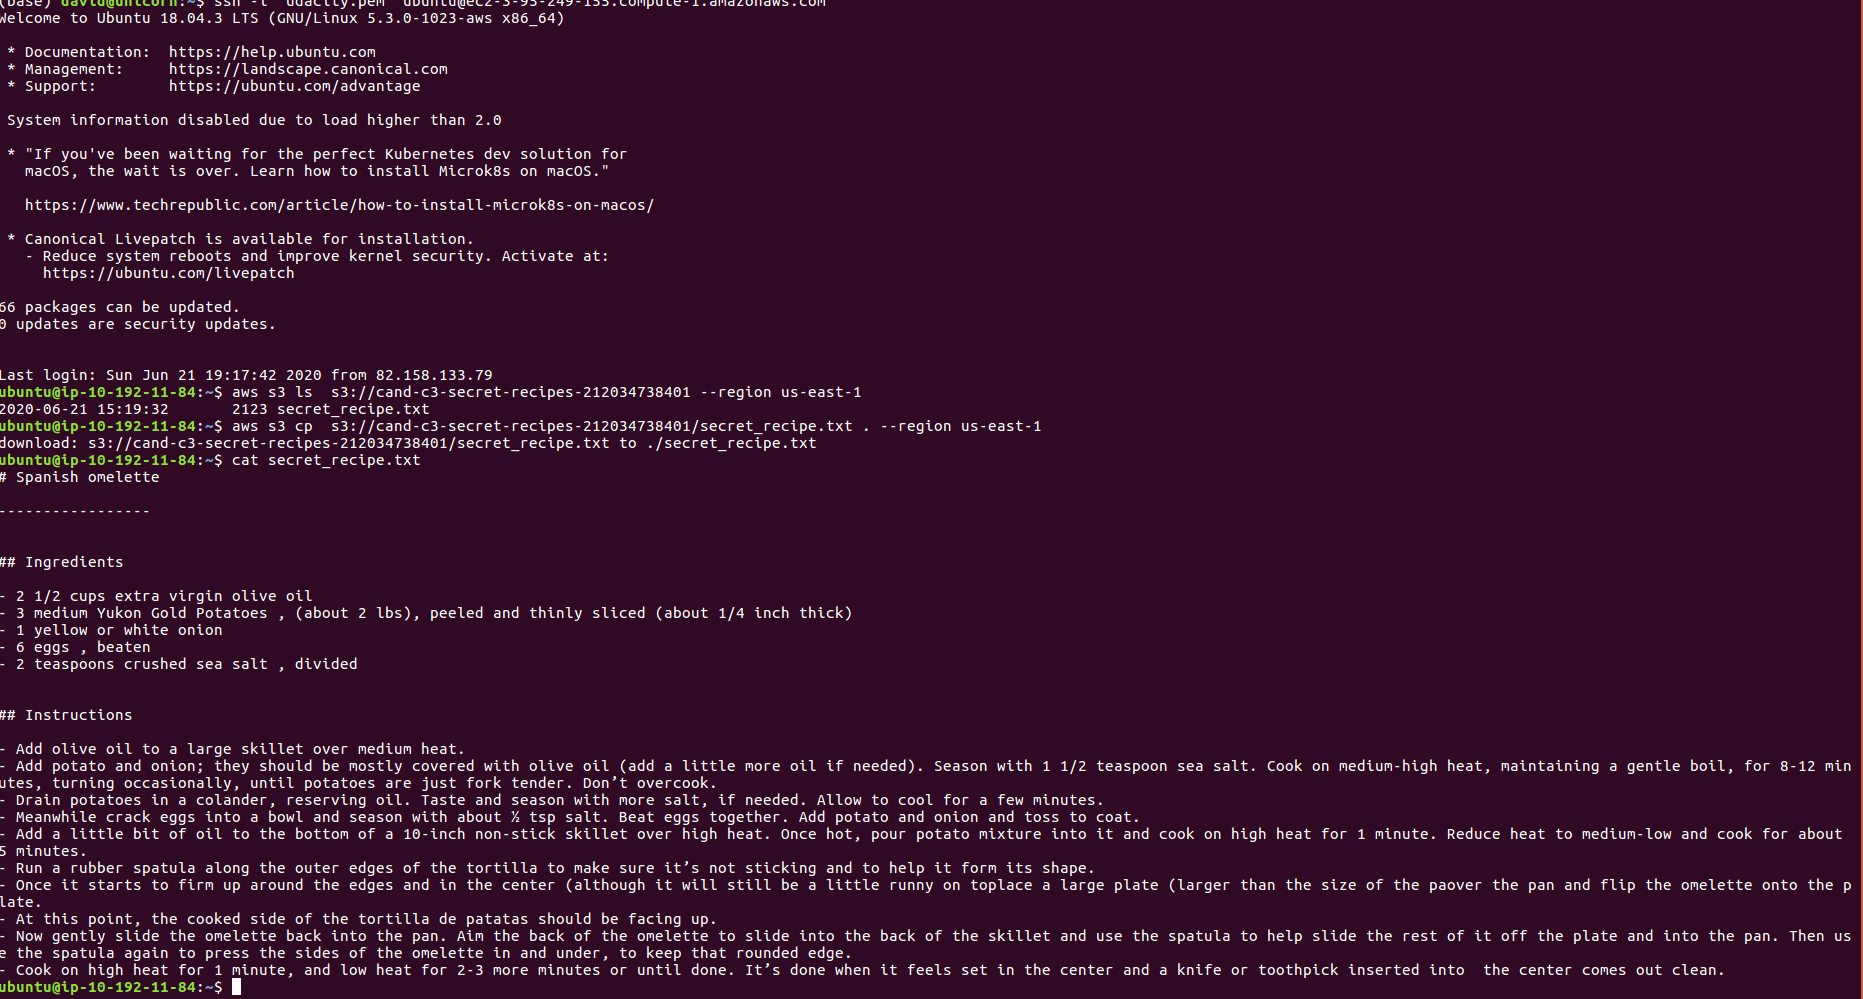 (base) david@unicorn:~$ ssh -i "udacity.pem" ubuntu@ec2-3-95-249-155.compute-1.amazonaws.com
Welcome to Ubuntu 18.04.3 LTS (GNU/Linux 5.3.0-1023-aws x86_64)
* Documentation:  https://help.ubuntu.com
* Management:     https://landscape.canonical.com
* Support:        https://ubuntu.com/advantage
System information disabled due to load higher than 2.0
* "If you've been waiting for the perfect Kubernetes dev solution for
macOS, the wait is over. Learn how to install Microk8s on macOS."
https://www.techrepublic.com/article/how-to-install-microk8s-on-macos/
* Canonical Livepatch is available for installation.
- Reduce system reboots and improve kernel security. Activate at:
https://ubuntu.com/livepatch
66 packages can be updated.
0 updates are security updates.
Last login: Sun Jun 21 19:17:42 2020 from 82.158.133.79
ubuntu@ip-10-192-11-84:~$ aws s3 ls  s3://cand-c3-secret-recipes-212034738401 --region us-east-1
2020-06-21 15:19:32       2123 secret_recipe.txt
ubuntu@ip-10-192-11-84:~$ aws s3 cp  s3://cand-c3-secret-recipes-212034738401/secret_recipe.txt . --region us-east-1
download: s3://cand-c3-secret-recipes-212034738401/secret_recipe.txt to ./secret_recipe.txt
ubuntu@ip-10-192-11-84:~$ cat secret_recipe.txt
# Spanish omelette
-----------------
## Ingredients
- 2 1/2 cups extra virgin olive oil
- 3 medium Yukon Gold Potatoes , (about 2 lbs), peeled and thinly sliced (about 1/4 inch thick)
- 1 yellow or white onion
- 6 eggs , beaten
- 2 teaspoons crushed sea salt , divided
## Instructions
- Add olive oil to a large skillet over medium heat.
- Add potato and onion; they should be mostly covered with olive oil (add a little more oil if needed). Season with 1 1/2 teaspoon sea salt. Cook on medium-high heat, maintaining a gentle boil, for 8-12 min
utes, turning occasionally, until potatoes are just fork tender. Don’t overcook.
- Drain potatoes in a colander, reserving oil. Taste and season with more salt, if needed. Allow to cool for a few minutes.
- Meanwhile crack eggs into a bowl and season with about ½ tsp salt. Beat eggs together. Add potato and onion and toss to coat.
- Add a little bit of oil to the bottom of a 10-inch non-stick skillet over high heat. Once hot, pour potato mixture into it and cook on high heat for 1 minute. Reduce heat to medium-low and cook for about
5 minutes.
- Run a rubber spatula along the outer edges of the tortilla to make sure it’s not sticking and to help it form its shape.
- Once it starts to firm up around the edges and in the center (although it will still be a little runny on toplace a large plate (larger than the size of the paover the pan and flip the omelette onto the p
late.
- At this point, the cooked side of the tortilla de patatas should be facing up.
- Now gently slide the omelette back into the pan. Aim the back of the omelette to slide into the back of the skillet and use the spatula to help slide the rest of it off the plate and into the pan. Then us
e the spatula again to press the sides of the omelette in and under, to keep that rounded edge.
- Cook on high heat for 1 minute, and low heat for 2-3 more minutes or until done. It’s done when it feels set in the center and a knife or toothpick inserted into  the center comes out clean.
ubuntu@ip-10-192-11-84:~$